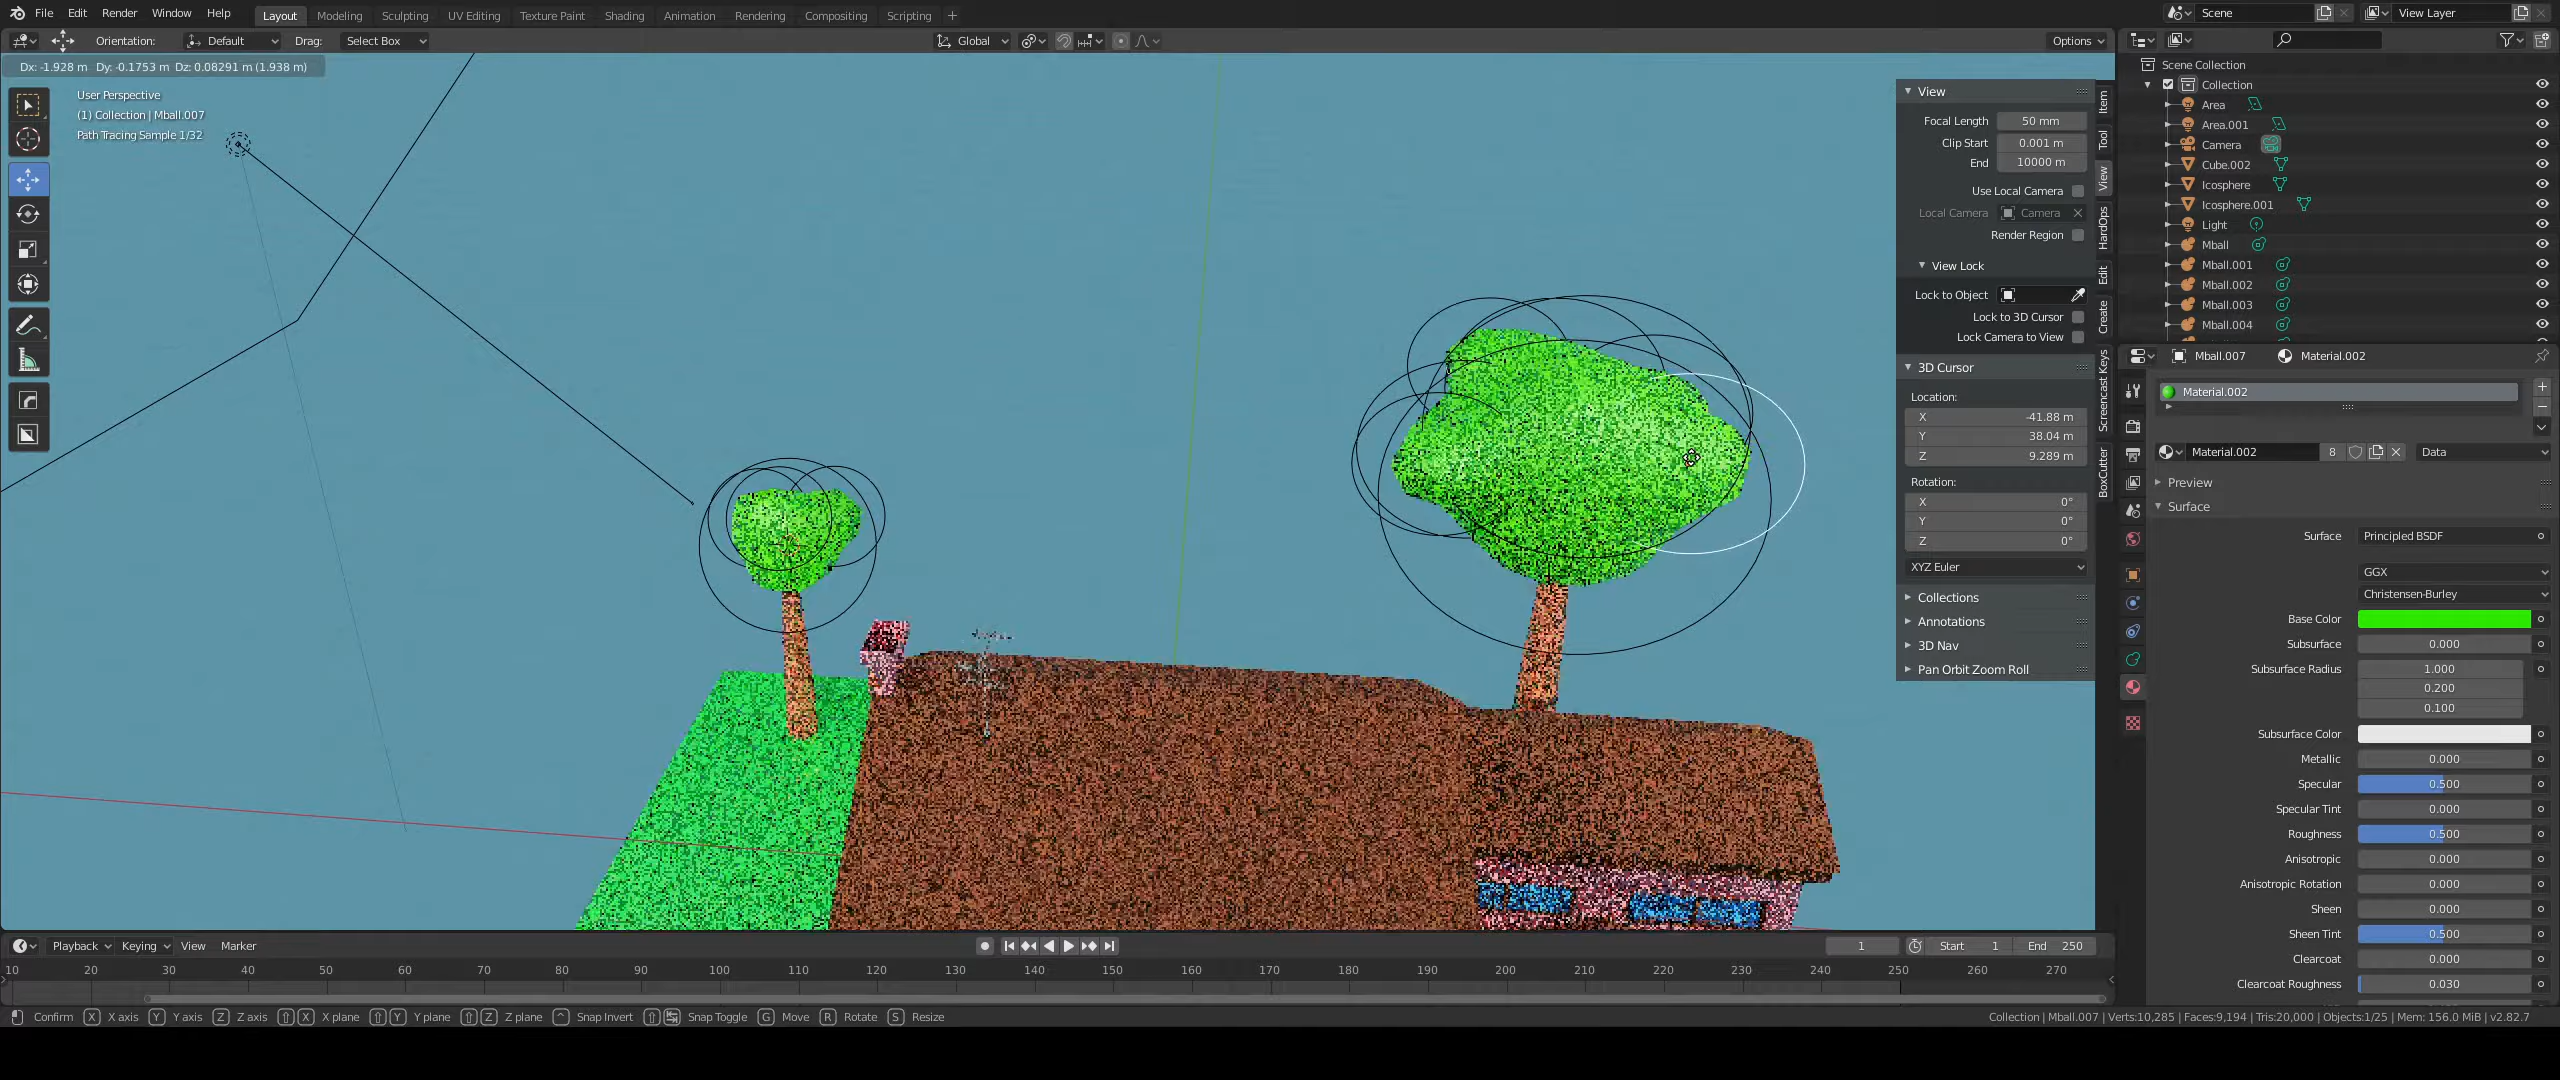 File Edit Render Window Help Layout Modeling Sculpting UV Editing Texture Paint Shading Animation Rendering Compositing Scripting + Scene View Layer
Orientation: Default Drag: Select Box Global Options
Dx: -1.928 m Dy: -0.1753 m Dz: 0.08291 m (1.938 m)
User Perspective
(1) Collection | Mball.007
Path Tracing Sample 1/32
View
Focal Length 50 mm
Clip Start 0.001 m
End 10000 m
Use Local Camera
Local Camera Camera
Render Region
View Lock
Lock to Object
Lock to 3D Cursor
Lock Camera to View
3D Cursor
Location:
X -41.88 m
Y 38.04 m
Z 9.289 m
Rotation:
X 0°
Y 0°
Z 0°
XYZ Euler
Collections
Annotations
3D Nav
Pan Orbit Zoom Roll
Item
Tool
View
HardOps
Edit
Create
Screencast Keys
BoxCutter
Scene Collection
Collection
Area
Area.001
Camera
Cube.002
Icosphere
Icosphere.001
Light
Mball
Mball.001
Mball.002
Mball.003
Mball.004
Mball.007 Material.002
Material.002
Material.002 8 Data
Preview
Surface
Surface Principled BSDF
GGX
Christensen-Burley
Base Color
Subsurface 0.000
Subsurface Radius 1.000
0.200
0.100
Subsurface Color
Metallic 0.000
Specular 0.500
Specular Tint 0.000
Roughness 0.500
Anisotropic 0.000
Anisotropic Rotation 0.000
Sheen 0.000
Sheen Tint 0.500
Clearcoat 0.000
Clearcoat Roughness 0.030
Playback Keying View Marker 1 Start 1 End 250
10 20 30 40 50 60 70 80 90 100 110 120 130 140 150 160 170 180 190 200 210 220 230 240 250 260 270
Confirm X X axis Y Y axis Z Z axis X X plane Y Y plane Z Z plane Snap Invert Snap Toggle G Move R Rotate S Resize
Collection | Mball.007 | Verts:10,285 | Faces:9,194 | Tris:20,000 | Objects:1/25 | Mem: 156.0 MiB | v2.82.7